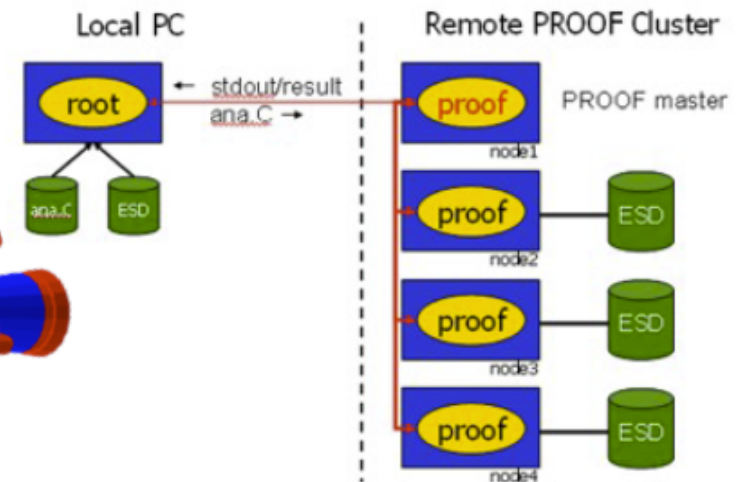 Local PC
Remote PROOF Cluster
root
← stdout/result
ana.C →
proof
PROOF master
node1
ana.C
ESD
proof
ESD
node2
proof
ESD
node3
proof
ESD
node4